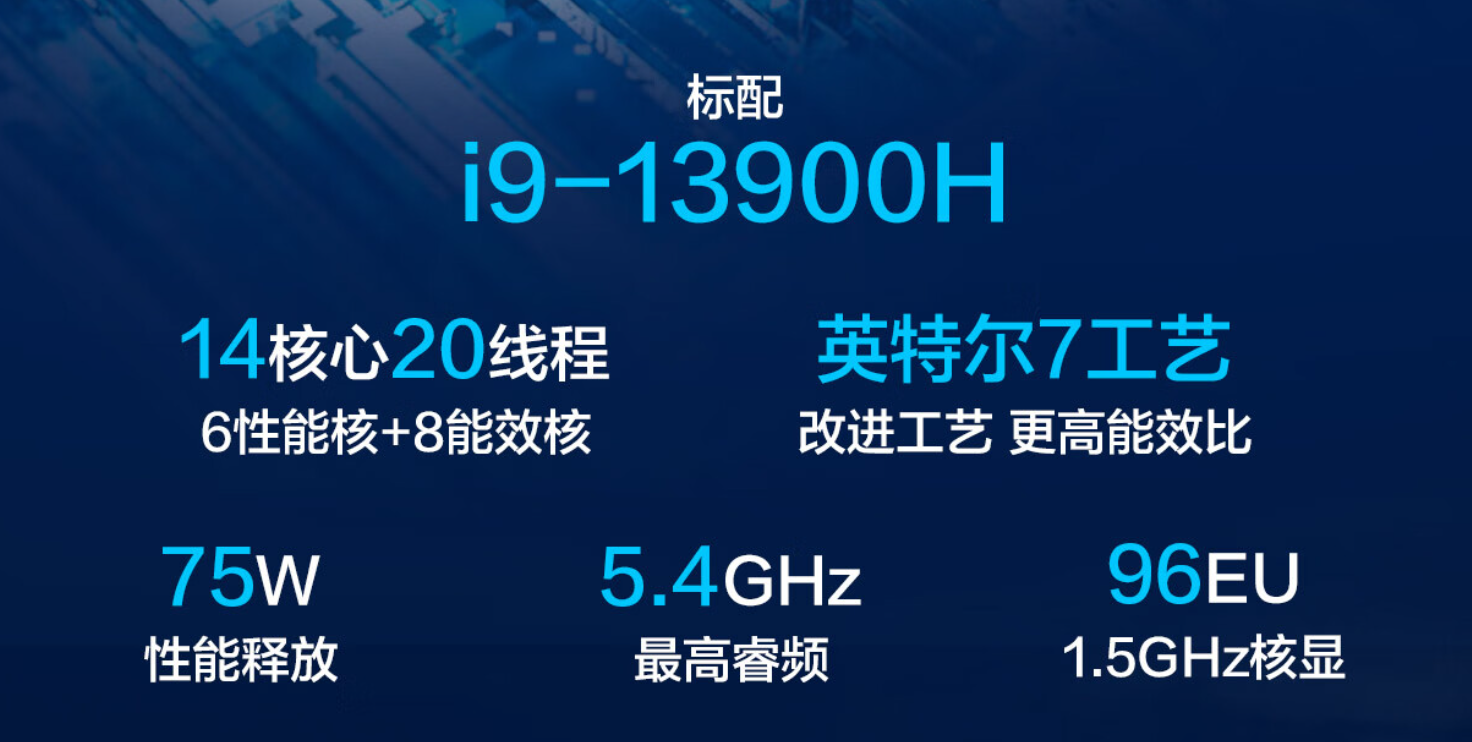 标配
i9-13900H
14核心20线程
6性能核+8能效核
英特尔7工艺
改进工艺 更高能效比
75W
性能释放
5.4GHz
最高睿频
96EU
1.5GHz核显